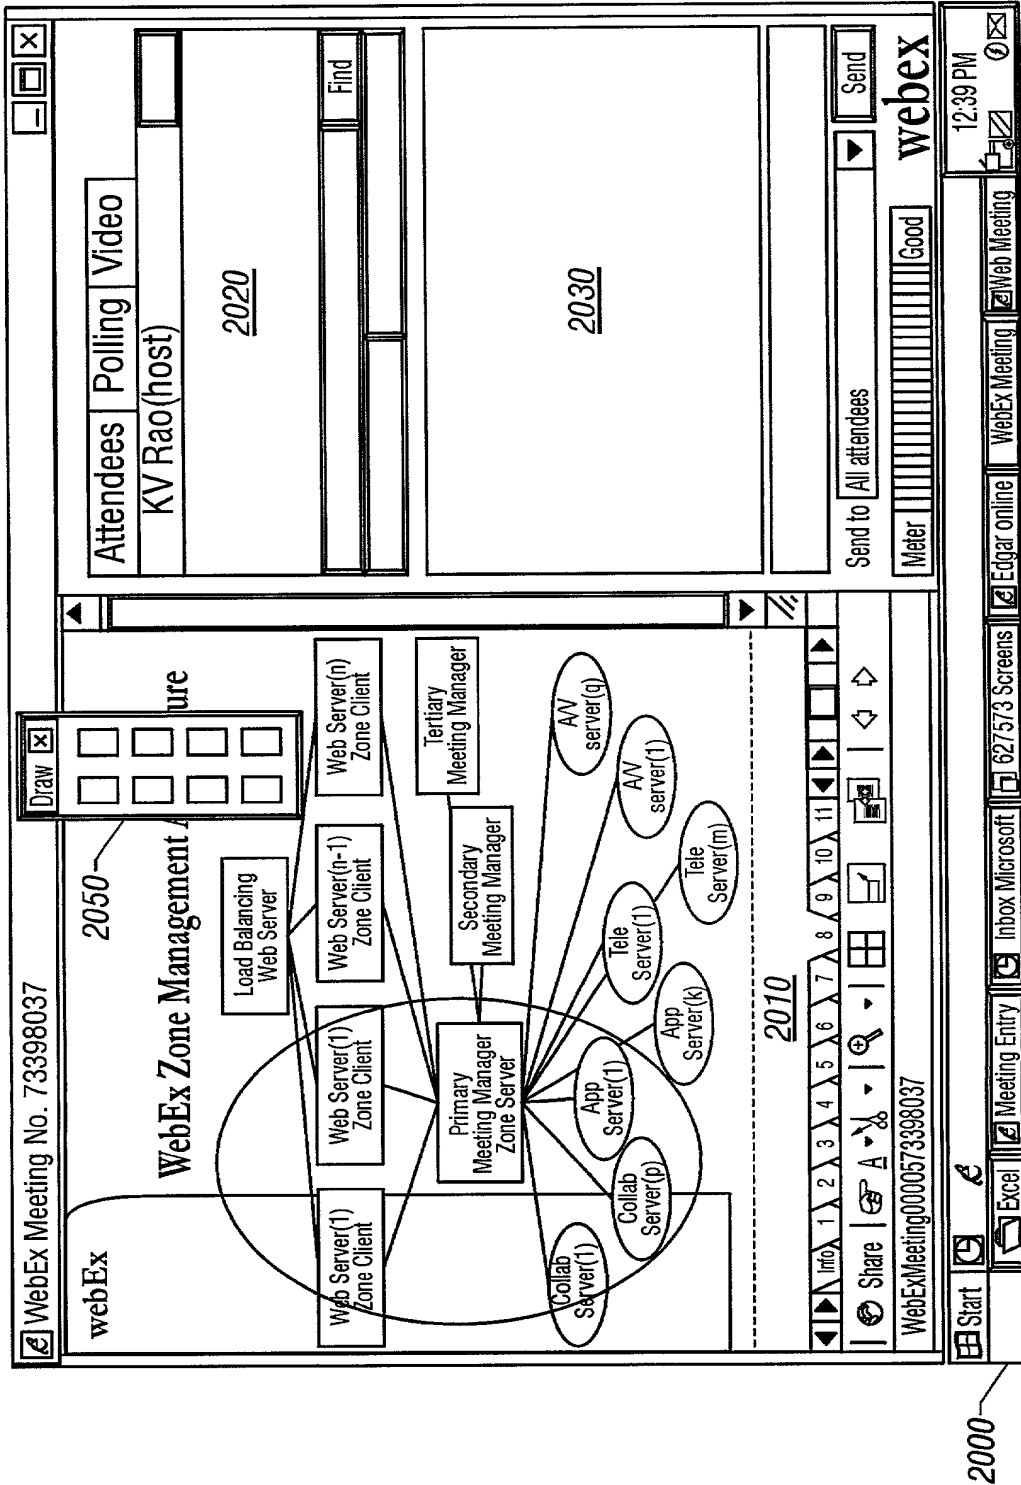 WebEx Meeting No. 73398037
webEx
WebEx Zone Management A
ure
2050
Draw
Load Balancing
Web Server
Web Server(1)
Zone Client
Web Server(1)
Zone Client
Web Server(n-1)
Zone Client
Web Server(n)
Zone Client
Primary
Meeting Manager
Zone Server
Secondary
Meeting Manager
Tertiary
Meeting Manager
Collab
Server(1)
Collab
Server(p)
App
Server(1)
App
Server(k)
Tele
Server(1)
Tele
Server(m)
A/V
server(1)
A/V
server(q)
2010
Info 1 2 3 4 5 6 7 8 9 10 11
Share A
WebExMeeting0000573398037
Attendees Polling Video
KV Rao(host)
2020
Find
2030
Send to All attendees Send
Meter Good
webex
Start
Excel Meeting Entry Inbox Microsoft 627573 Screens Edgar online WebEx Meeting Web Meeting
12:39 PM
2000